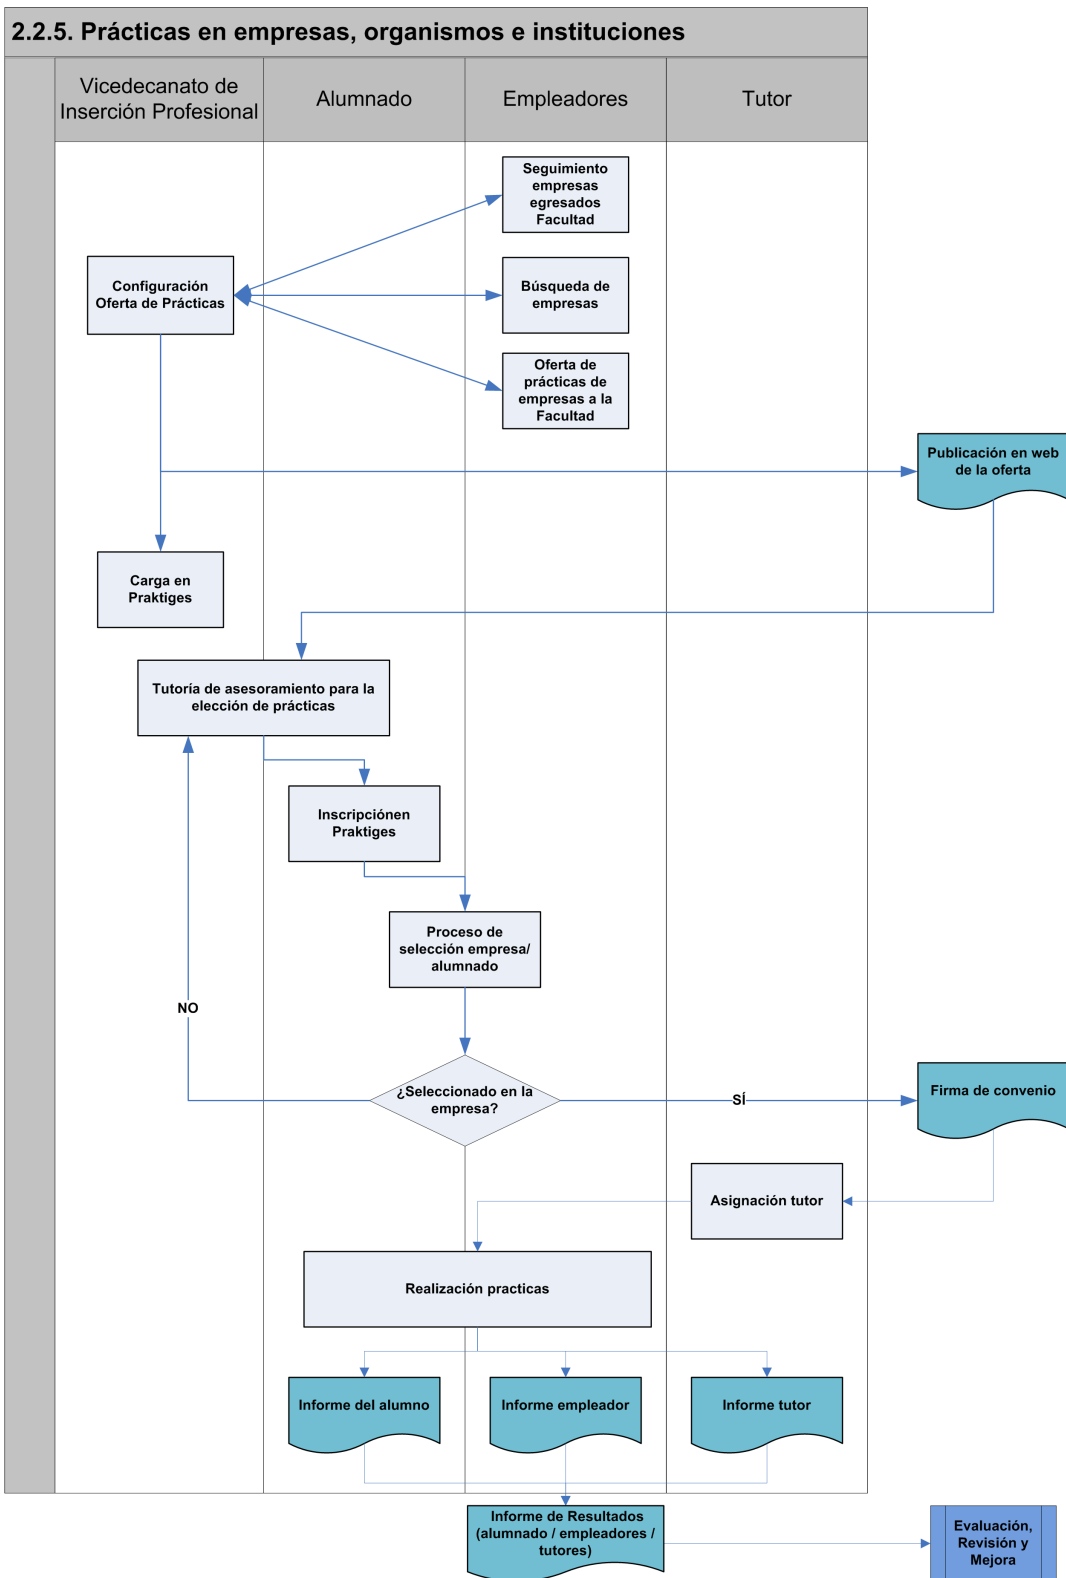 2.2.5. Prácticas en empresas, organismos e instituciones
Vicedecanato de
Inserción Profesional
Alumnado
Empleadores
Tutor
Seguimiento
empresas
egresados
Facultad
Configuración
Oferta de Prácticas
Búsqueda de
empresas
Oferta de
prácticas de
empresas a la
Facultad
Publicación en web
de la oferta
Carga en
Praktiges
Tutoría de asesoramiento para la
elección de prácticas
Inscripciónen
Praktiges
Proceso de
selección empresa/
alumnado
NO
¿Seleccionado en la
empresa?
SÍ
Firma de convenio
Asignación tutor
Realización practicas
Informe del alumno
Informe empleador
Informe tutor
Informe de Resultados
(alumnado / empleadores /
tutores)
Evaluación,
Revisión y
Mejora